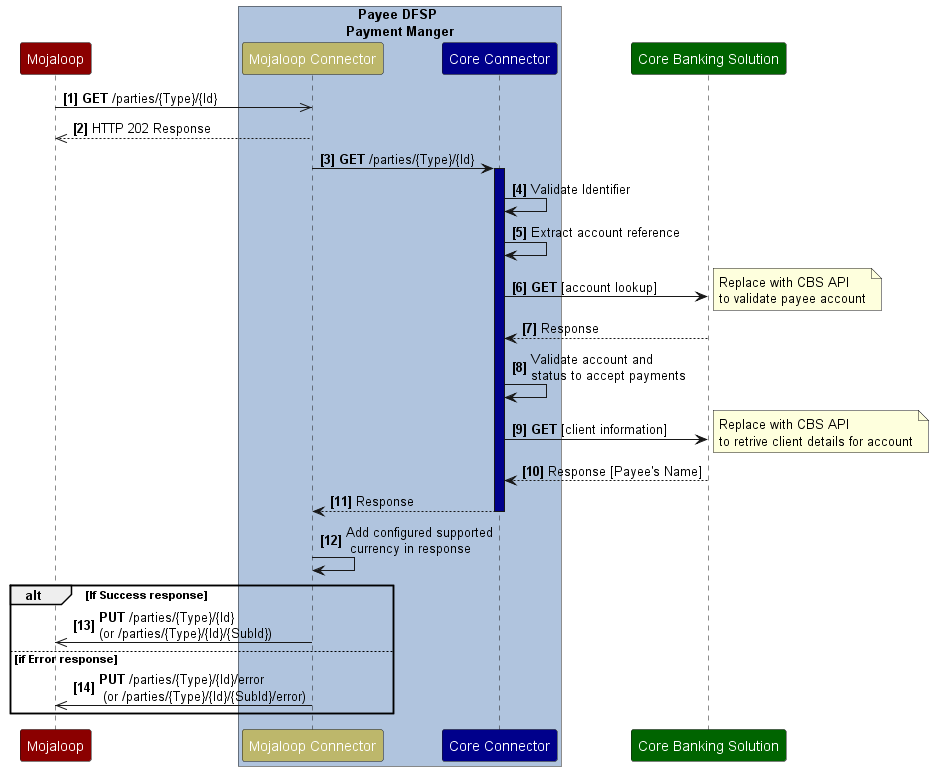 Payee DFSP
Payment Manger
Mojaloop
Mojaloop Connector
Core Connector
Core Banking Solution
[1] GET /parties/{Type}/{Id}
[2] HTTP 202 Response
[3] GET /parties/{Type}/{Id}
[4] Validate Identifier
[5] Extract account reference
[6] GET [account lookup]
Replace with CBS API
to validate payee account
[7] Response
[8] Validate account and
status to accept payments
[9] GET [client information]
Replace with CBS API
to retrive client details for account
[10] Response [Payee's Name]
[11] Response
[12] Add configured supported
currency in response
alt [If Success response]
[13] PUT /parties/{Type}/{Id}
(or /parties/{Type}/{Id}/{SubId})
[if Error response]
[14] PUT /parties/{Type}/{Id}/error
(or /parties/{Type}/{Id}/{SubId}/error)
Mojaloop
Mojaloop Connector
Core Connector
Core Banking Solution